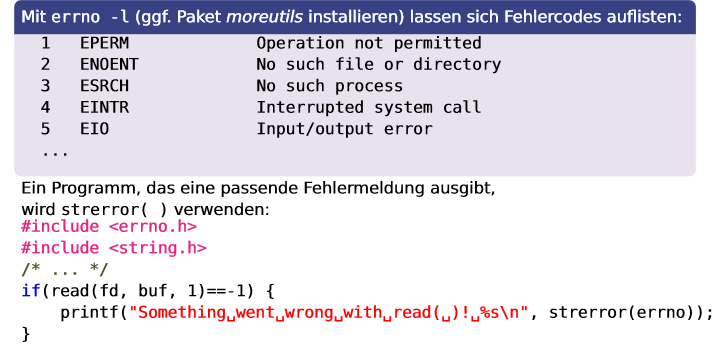 Mit errno -l (ggf. Paket moreutils installieren) lassen sich Fehlercodes auflisten:
1 EPERM Operation not permitted
2 ENOENT No such file or directory
3 ESRCH No such process
4 EINTR Interrupted system call
5 EIO Input/output error
...
Ein Programm, das eine passende Fehlermeldung ausgibt,
wird strerror( ) verwenden:
#include <errno.h>
#include <string.h>
/* ... */
if(read(fd, buf, 1)==-1) {
    printf("Something␣went␣wrong␣with␣read(␣)!␣%s\n", strerror(errno));
}